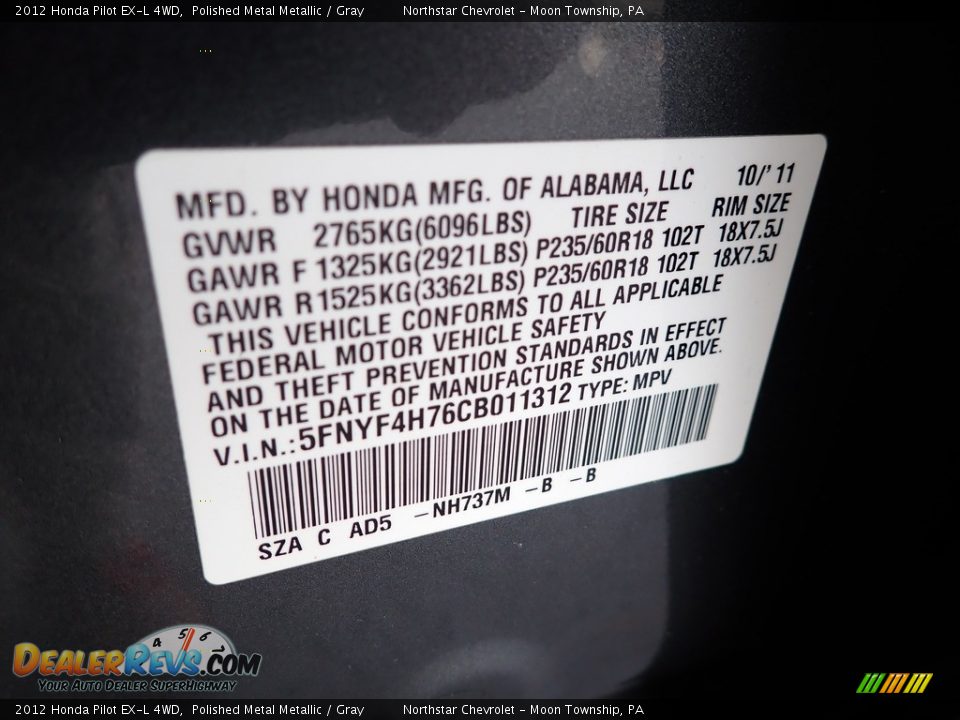 2012 Honda Pilot EX-L 4WD, Polished Metal Metallic / Gray Northstar Chevrolet - Moon Township, PA
MFD. BY HONDA MFG. OF ALABAMA, LLC 10/'11
GVWR 2765KG(6096LBS) TIRE SIZE RIM SIZE
GAWR F 1325KG(2921LBS) P235/60R18 102T 18X7.5J
GAWR R 1525KG(3362LBS) P235/60R18 102T 18X7.5J
THIS VEHICLE CONFORMS TO ALL APPLICABLE
FEDERAL MOTOR VEHICLE SAFETY
AND THEFT PREVENTION STANDARDS IN EFFECT
ON THE DATE OF MANUFACTURE SHOWN ABOVE.
V.I.N.: 5FNYF4H76CB011312 TYPE: MPV
SZA C AD5 -NH737M -B -B
4 5 6
DEALERREVS.COM
YOUR AUTO DEALER SUPERHIGHWAY
2012 Honda Pilot EX-L 4WD, Polished Metal Metallic / Gray Northstar Chevrolet - Moon Township, PA